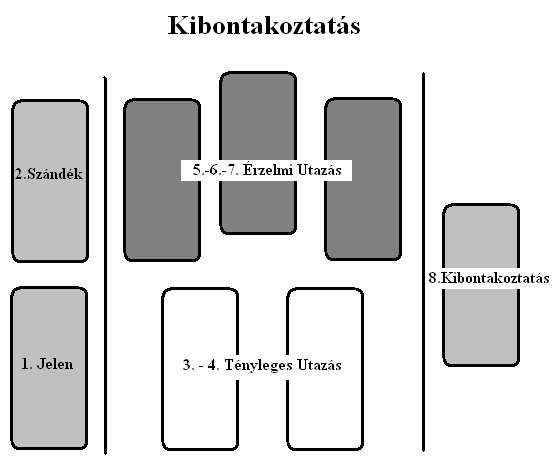 Kibontakoztatás
2.Szándék
5.-6.-7. Érzelmi Utazás
8.Kibontakoztatás
1. Jelen
3. - 4. Tényleges Utazás